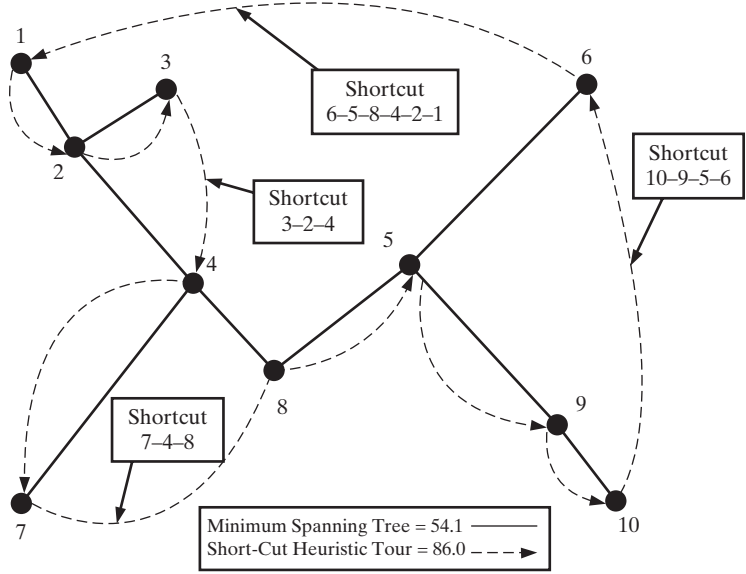 1
3
6
Shortcut
6–5–8–4–2–1
Shortcut
10–9–5–6
2
Shortcut
3–2–4
5
4
8
9
Shortcut
7–4–8
7
10
Minimum Spanning Tree = 54.1
Short-Cut Heuristic Tour = 86.0